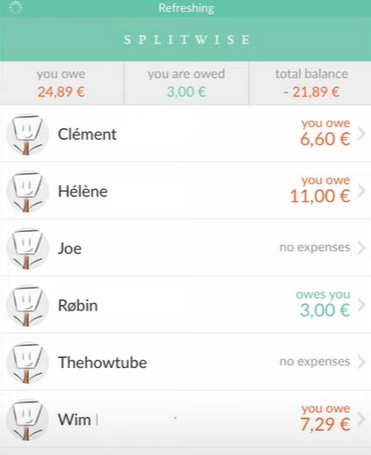 Refreshing
SPLITWISE
you owe you are owed total balance
24,89 € 3,00 € - 21,89 €
Clément you owe 6,60 €
Hélène you owe 11,00 €
Joe no expenses
Røbin owes you 3,00 €
Thehowtube no expenses
Wim you owe 7,29 €